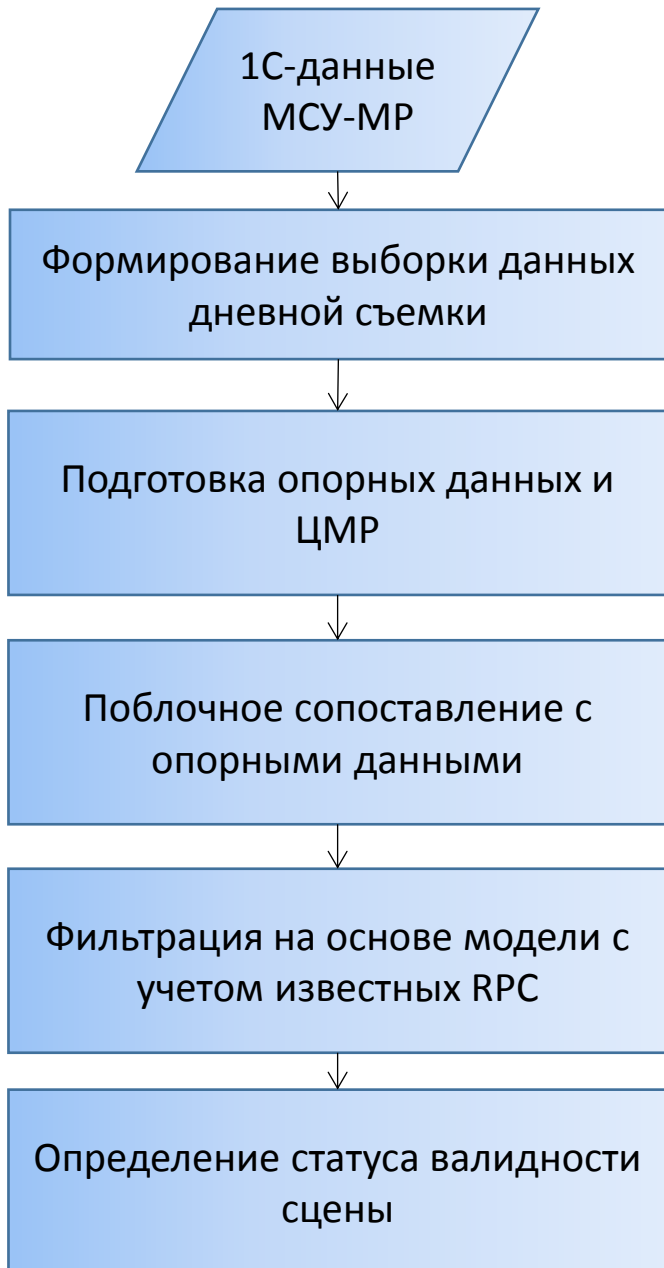 1С-данные
МСУ-МР
Формирование выборки данных
дневной съемки
Подготовка опорных данных и
ЦМР
Поблочное сопоставление с
опорными данными
Фильтрация на основе модели с
учетом известных RPC
Определение статуса валидности
сцены